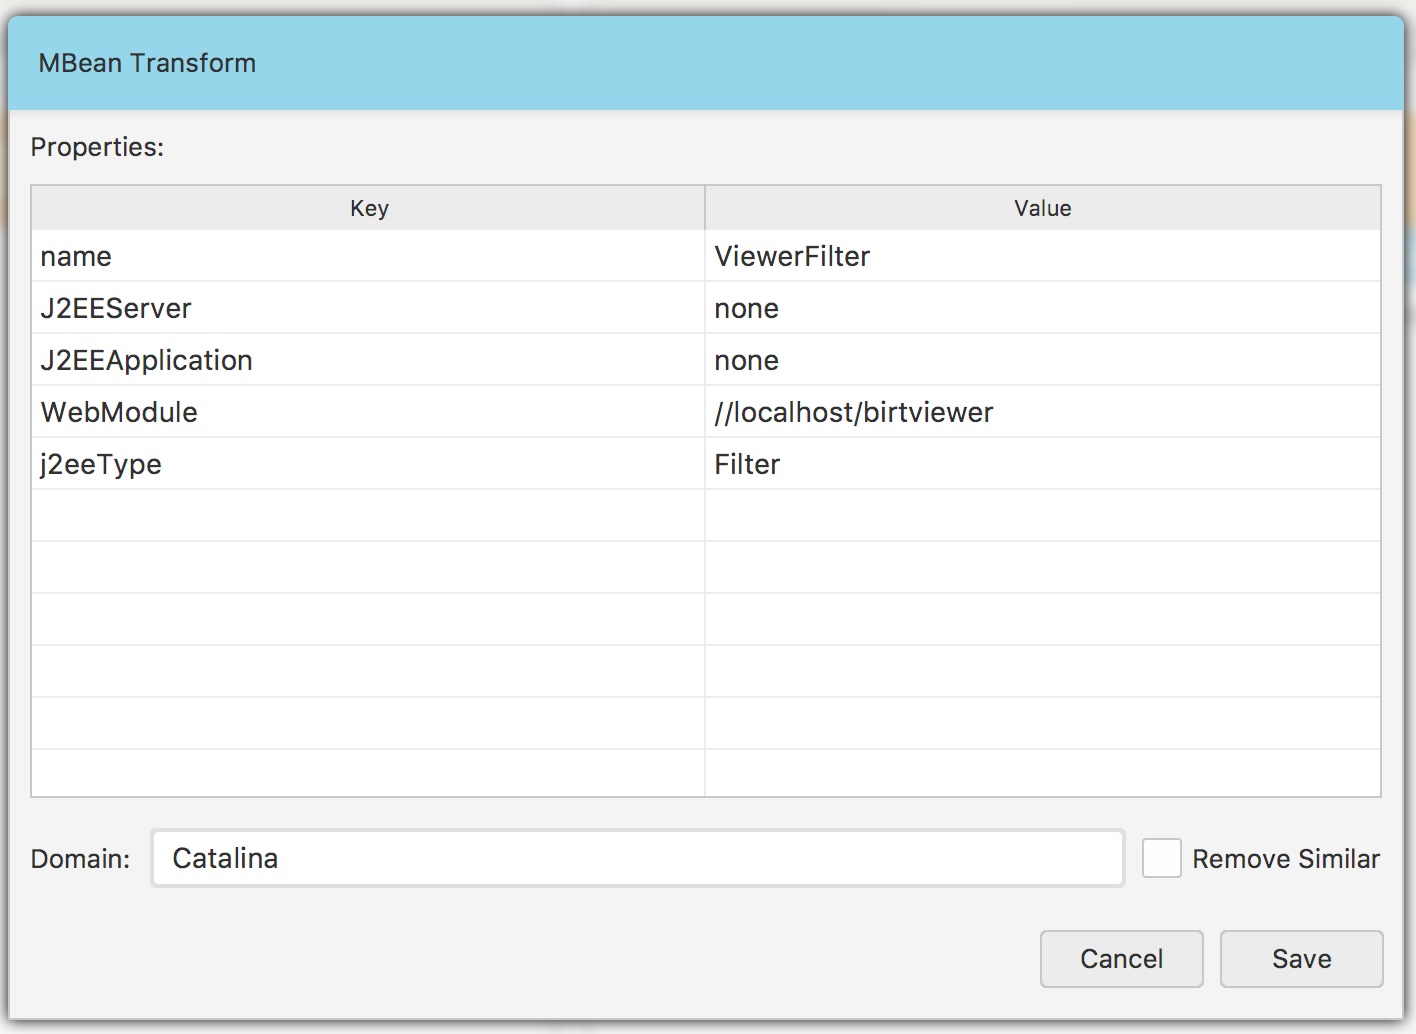 MBean Transform
Properties:
Key Value
name ViewerFilter
J2EEServer none
J2EEApplication none
WebModule //localhost/birtviewer
j2eeType Filter
Domain: Catalina Remove Similar
Cancel Save